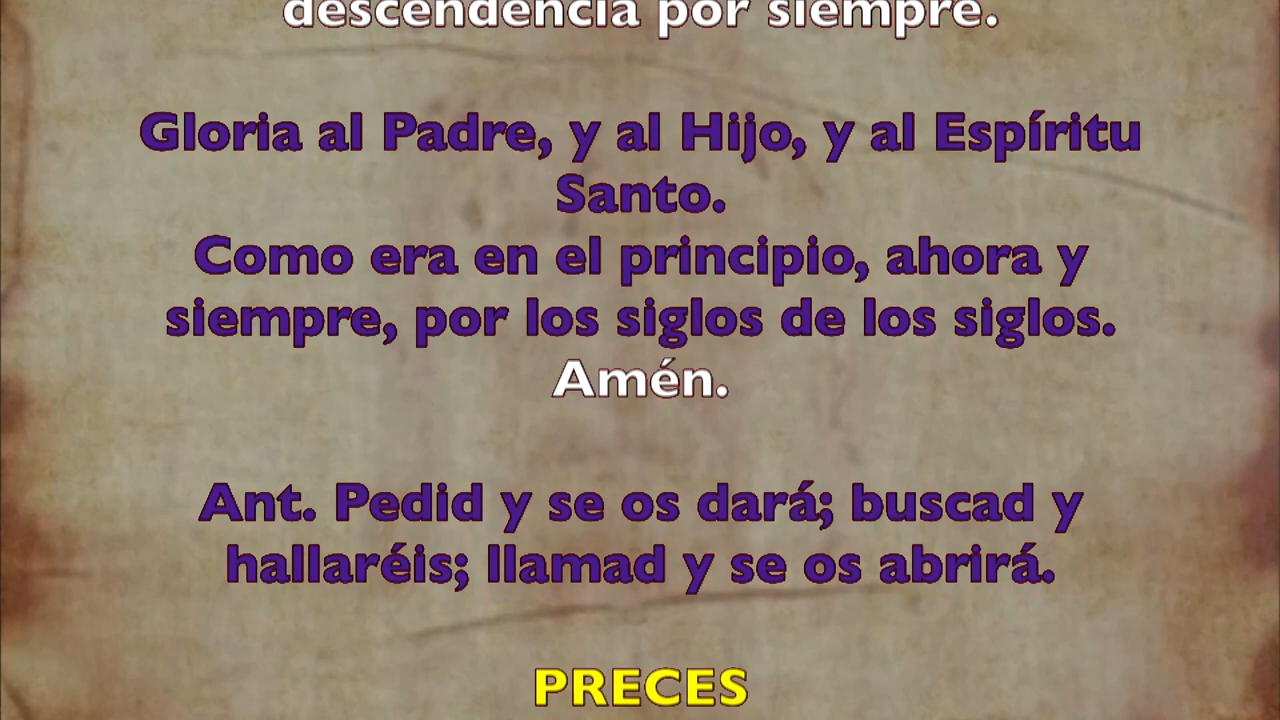 descendencia por siempre.
Gloria al Padre, y al Hijo, y al Espíritu
Santo.
Como era en el principio, ahora y
siempre, por los siglos de los siglos.
Amén.
Ant. Pedid y se os dará; buscad y
hallaréis; llamad y se os abrirá.
PRECES